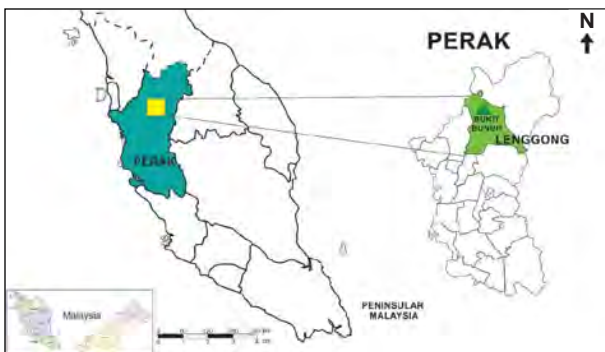 PERAK
N
PERAK
BUKIT
BUNUH
LENGGONG
PENINSULAR
MALAYSIA
Malaysia